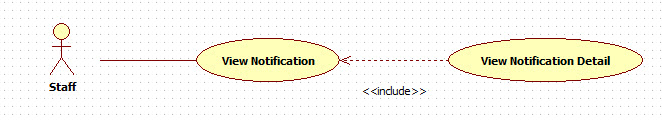 View Notification
View Notification Detail
Staff
<<include>>